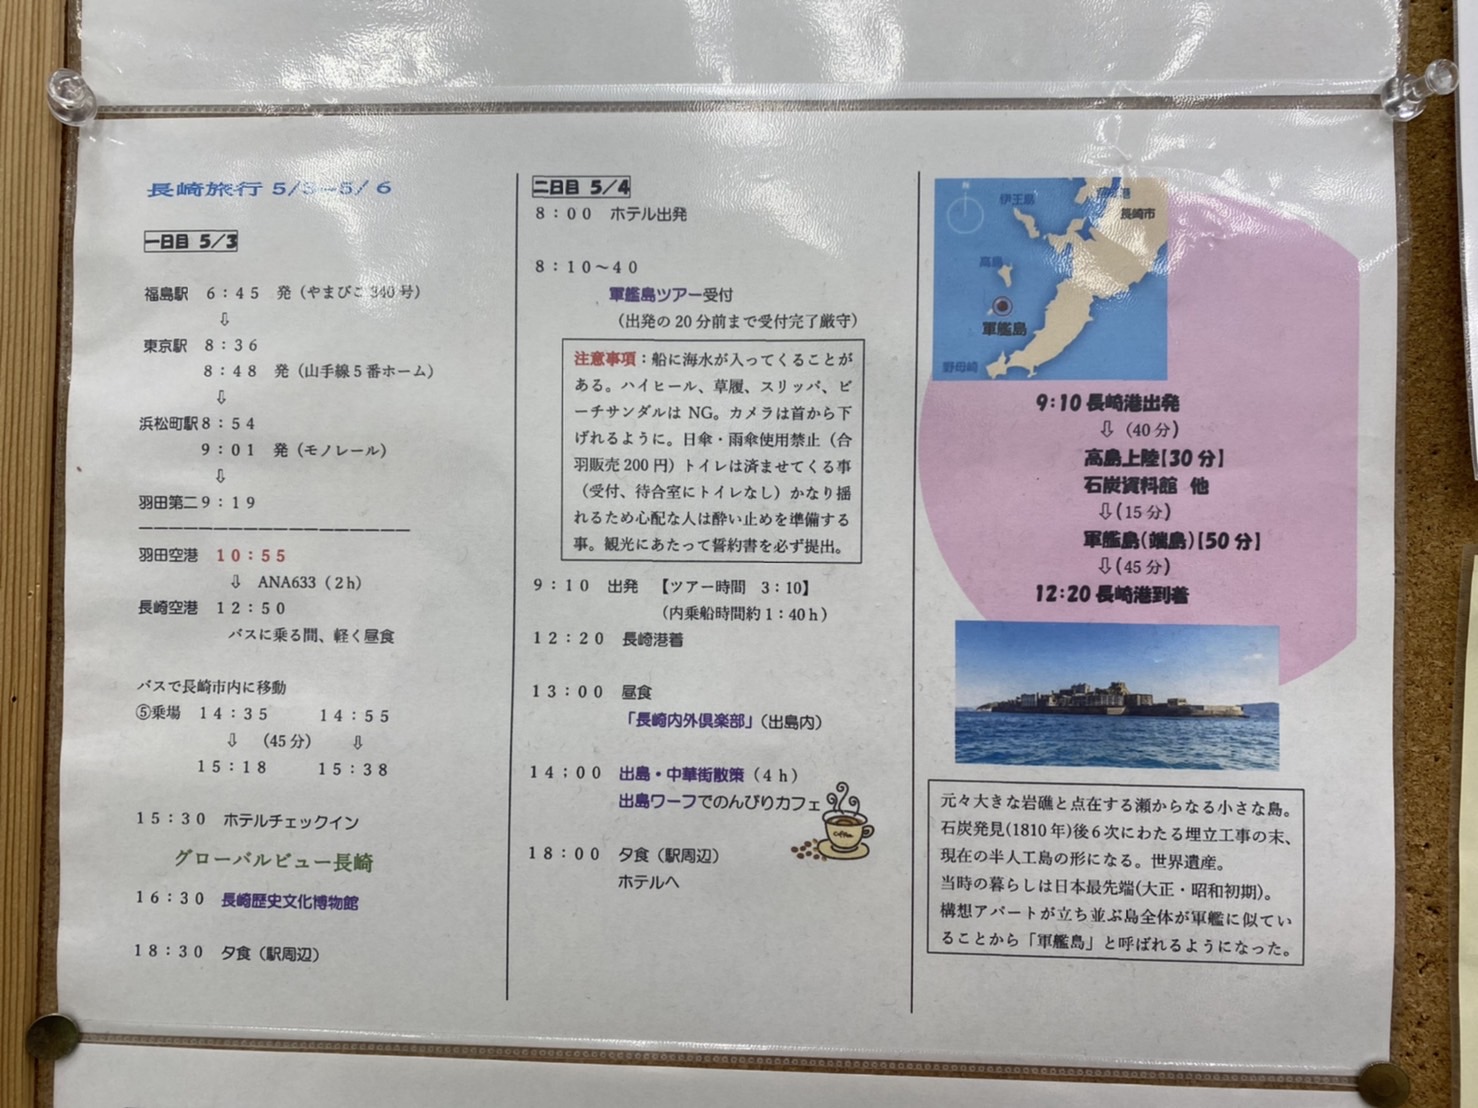 長崎旅行 5/3−5/6
一日目 5/3
福島駅 6：45 発（やまびこ340号）
⇩
東京駅 8：36
8：48 発（山手線5番ホーム）
⇩
浜松町駅8：54
9：01 発（モノレール）
⇩
羽田第二9：19
羽田空港 10：55
⇩ ANA633（2h）
長崎空港 12：50
バスに乗る間、軽く昼食
バスで長崎市内に移動
⑤乗場 14：35 14：55
⇩ （45分） ⇩
15：18 15：38
15：30 ホテルチェックイン
グローバルビュー長崎
16：30 長崎歴史文化博物館
18：30 夕食（駅周辺）
二日目 5/4
8：00 ホテル出発
8：10～40
軍艦島ツアー受付
（出発の20分前まで受付完了厳守）
注意事項：船に海水が入ってくることが
ある。ハイヒール、草履、スリッパ、ビ
ーチサンダルはNG。カメラは首から下
げれるように。日傘・雨傘使用禁止（合
羽販売200円）トイレは済ませてくる事
（受付、待合室にトイレなし）かなり揺
れるため心配な人は酔い止めを準備する
事。観光にあたって誓約書を必ず提出。
9：10 出発 【ツアー時間 3：10】
（内乗船時間約1：40h）
12：20 長崎港着
13：00 昼食
「長崎内外倶楽部」（出島内）
14；00 出島・中華街散策（4h）
出島ワーフでのんびりカフェ
Coffee
18：00 夕食（駅周辺）
ホテルへ
N
伊王島
長崎市
高島
軍艦島
野母崎
9:10 長崎港出発
⇩（40分）
高島上陸【30分】
石炭資料館 他
⇩（15分）
軍艦島（端島）【50分】
⇩（45分）
12:20 長崎港到着
元々大きな岩礁と点在する瀬からなる小さな島。
石炭発見(1810年)後6次にわたる埋立工事の末、
現在の半人工島の形になる。世界遺産。
当時の暮らしは日本最先端(大正・昭和初期)。
構想アパートが立ち並ぶ島全体が軍艦に似てい
ることから「軍艦島」と呼ばれるようになった。